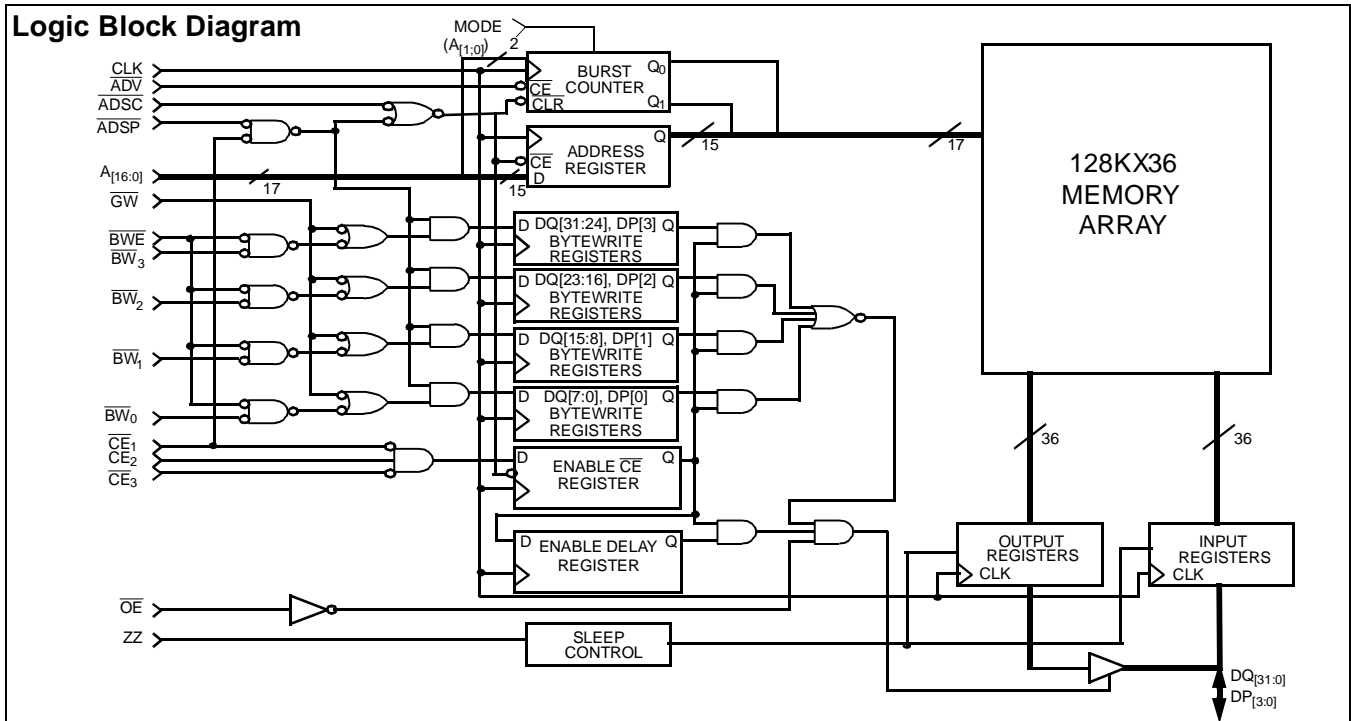 Logic Block Diagram
MODE
(A[1;0])
2
CLK
ADV
ADSC
ADSP
A[16:0]
GW
BWE
BW3
BW2
BW1
BW0
CE1
CE2
CE3
OE
ZZ
17
15
BURST
COUNTER
CE
CLR
Q0
Q1
ADDRESS
REGISTER
CE
D
Q
15
17
128KX36
MEMORY
ARRAY
D DQ[31:24], DP[3] Q
BYTEWRITE
REGISTERS
D DQ[23:16], DP[2] Q
BYTEWRITE
REGISTERS
D DQ[15:8], DP[1] Q
BYTEWRITE
REGISTERS
D DQ[7:0], DP[0] Q
BYTEWRITE
REGISTERS
D ENABLE CE Q
REGISTER
D ENABLE DELAY Q
REGISTER
SLEEP
CONTROL
36
36
OUTPUT
REGISTERS
CLK
INPUT
REGISTERS
CLK
DQ[31:0]
DP[3:0]